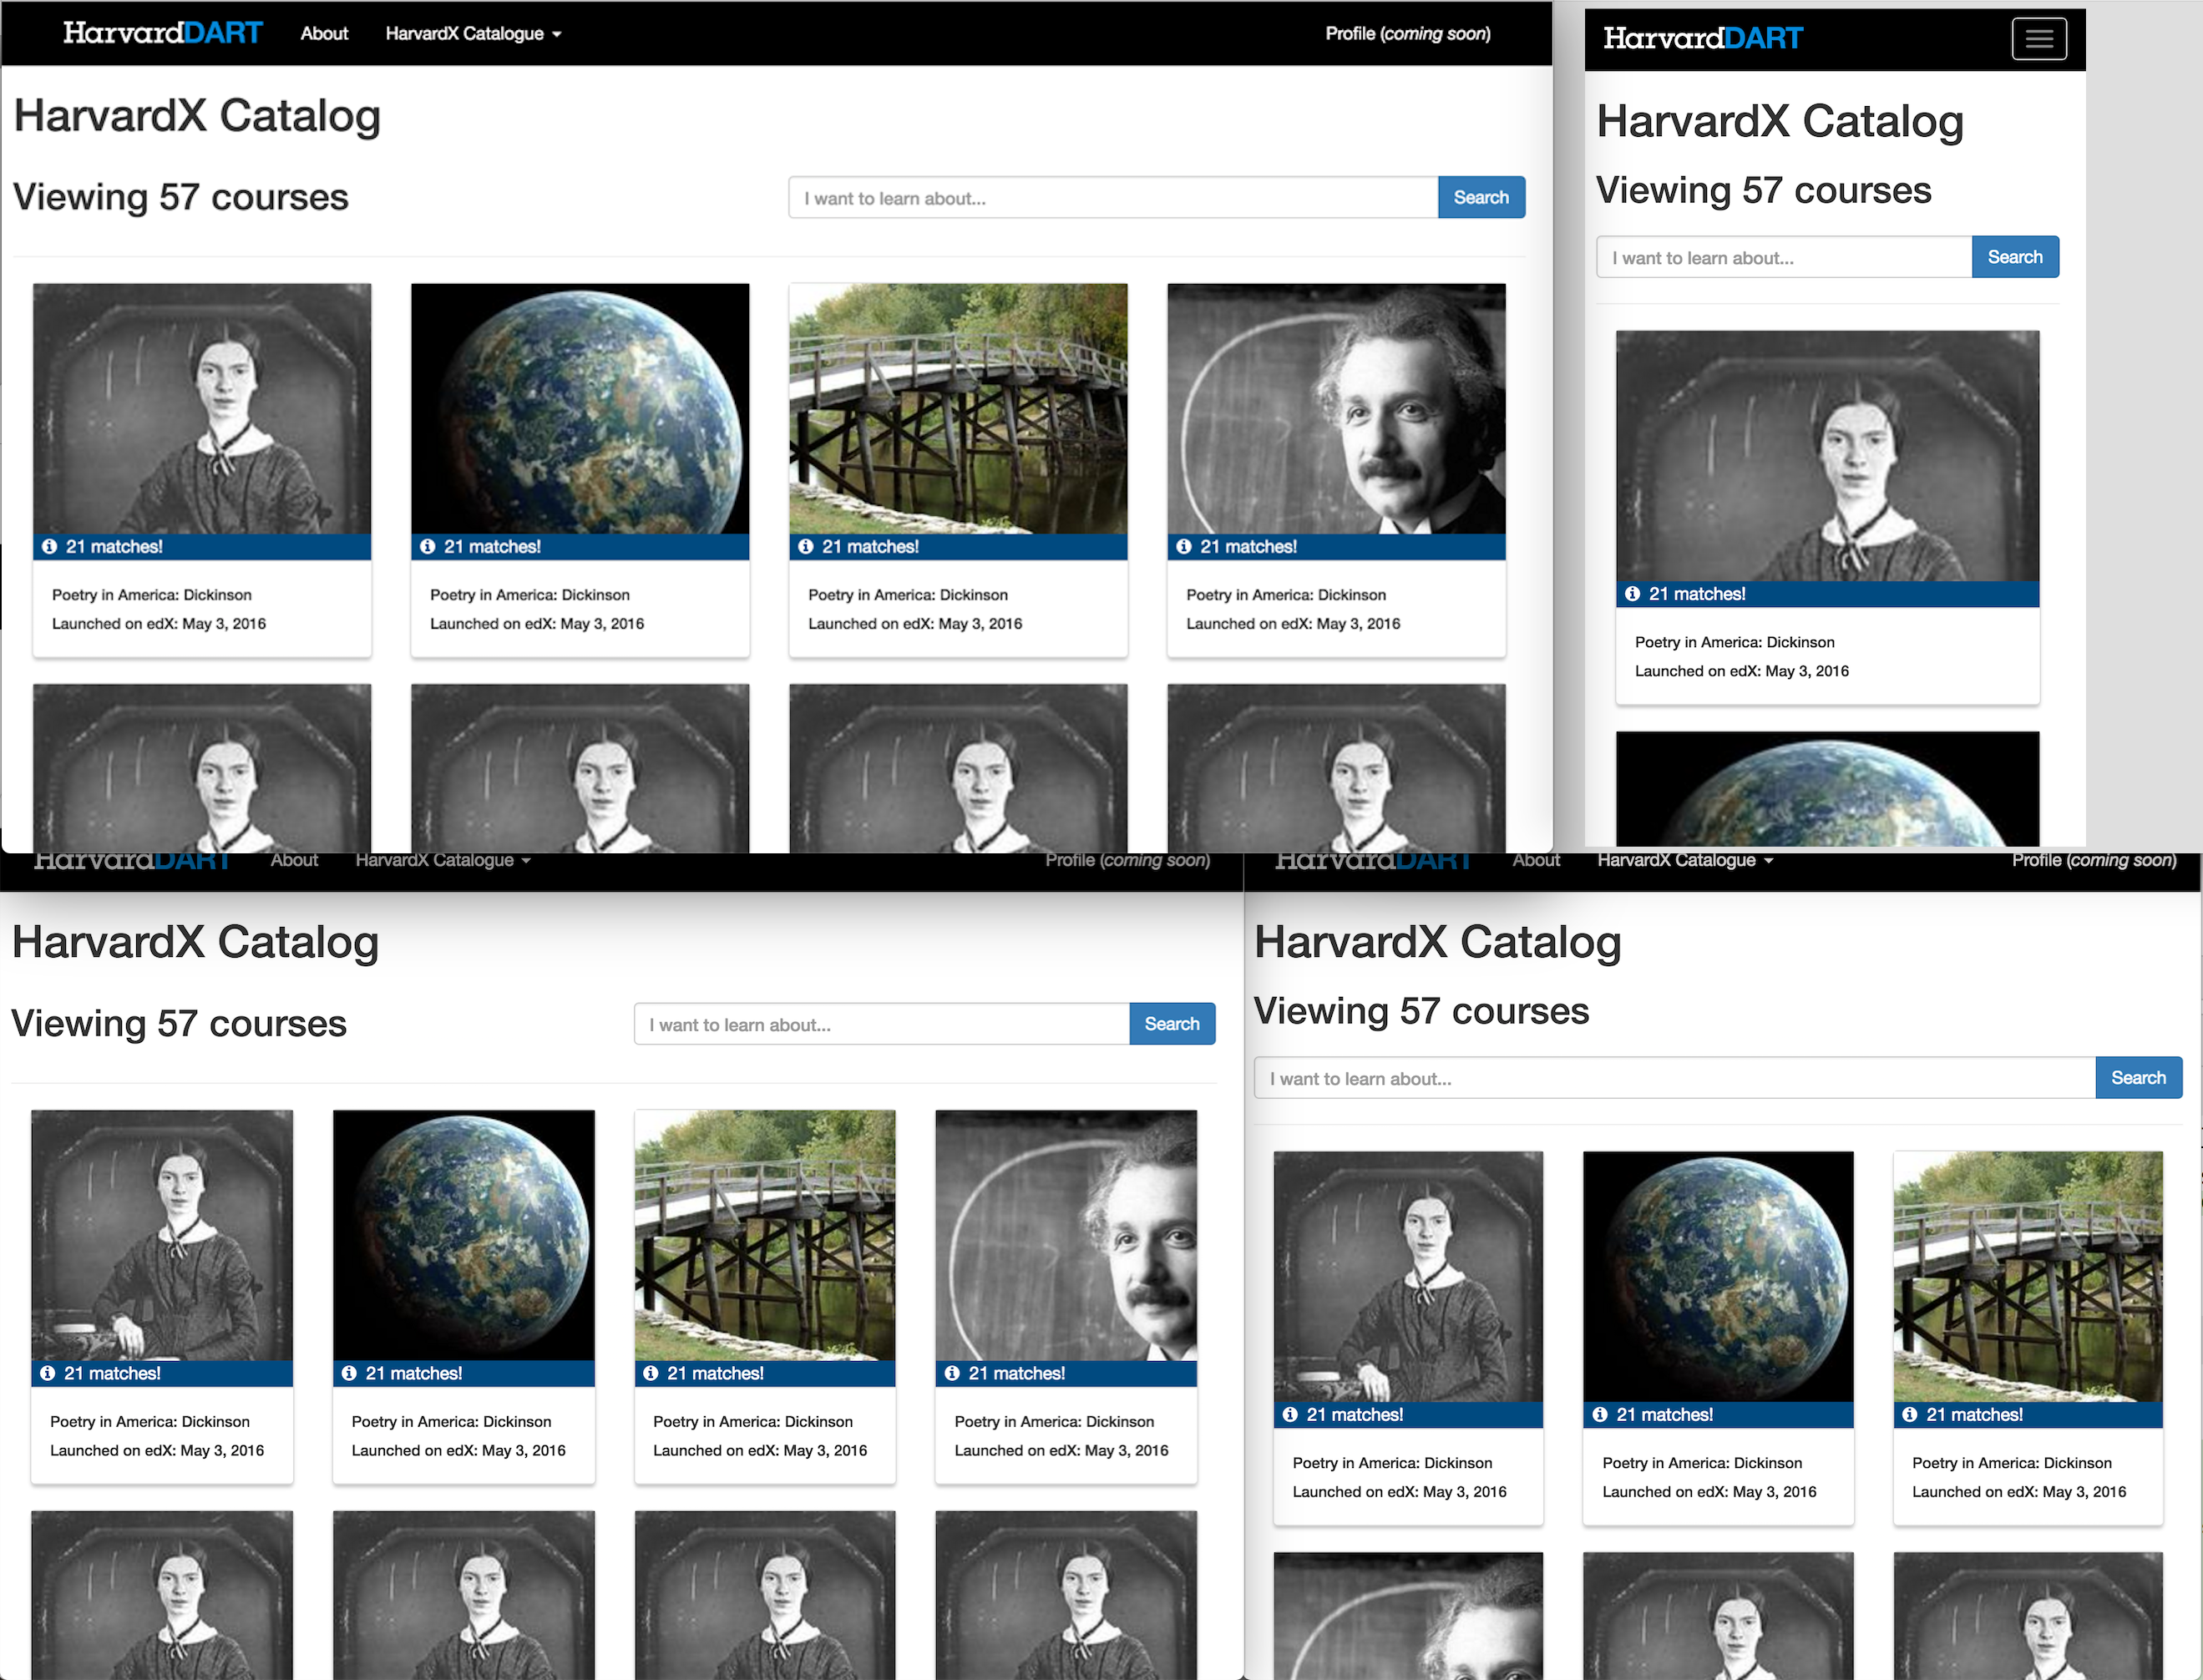 HarvardDART About HarvardX Catalogue Profile (coming soon)
HarvardX Catalog
Viewing 57 courses
I want to learn about... Search
21 matches! 21 matches! 21 matches! 21 matches!
Poetry in America: Dickinson Poetry in America: Dickinson Poetry in America: Dickinson Poetry in America: Dickinson
Launched on edX: May 3, 2016 Launched on edX: May 3, 2016 Launched on edX: May 3, 2016 Launched on edX: May 3, 2016
HarvardDART
HarvardX Catalog
Viewing 57 courses
I want to learn about... Search
21 matches!
Poetry in America: Dickinson
Launched on edX: May 3, 2016
HarvardDART About HarvardX Catalogue Profile (coming soon)
HarvardX Catalog
Viewing 57 courses
I want to learn about... Search
21 matches! 21 matches! 21 matches! 21 matches!
Poetry in America: Dickinson Poetry in America: Dickinson Poetry in America: Dickinson Poetry in America: Dickinson
Launched on edX: May 3, 2016 Launched on edX: May 3, 2016 Launched on edX: May 3, 2016 Launched on edX: May 3, 2016
HarvardDART About HarvardX Catalogue Profile (coming soon)
HarvardX Catalog
Viewing 57 courses
I want to learn about... Search
21 matches! 21 matches! 21 matches!
Poetry in America: Dickinson Poetry in America: Dickinson Poetry in America: Dickinson
Launched on edX: May 3, 2016 Launched on edX: May 3, 2016 Launched on edX: May 3, 2016